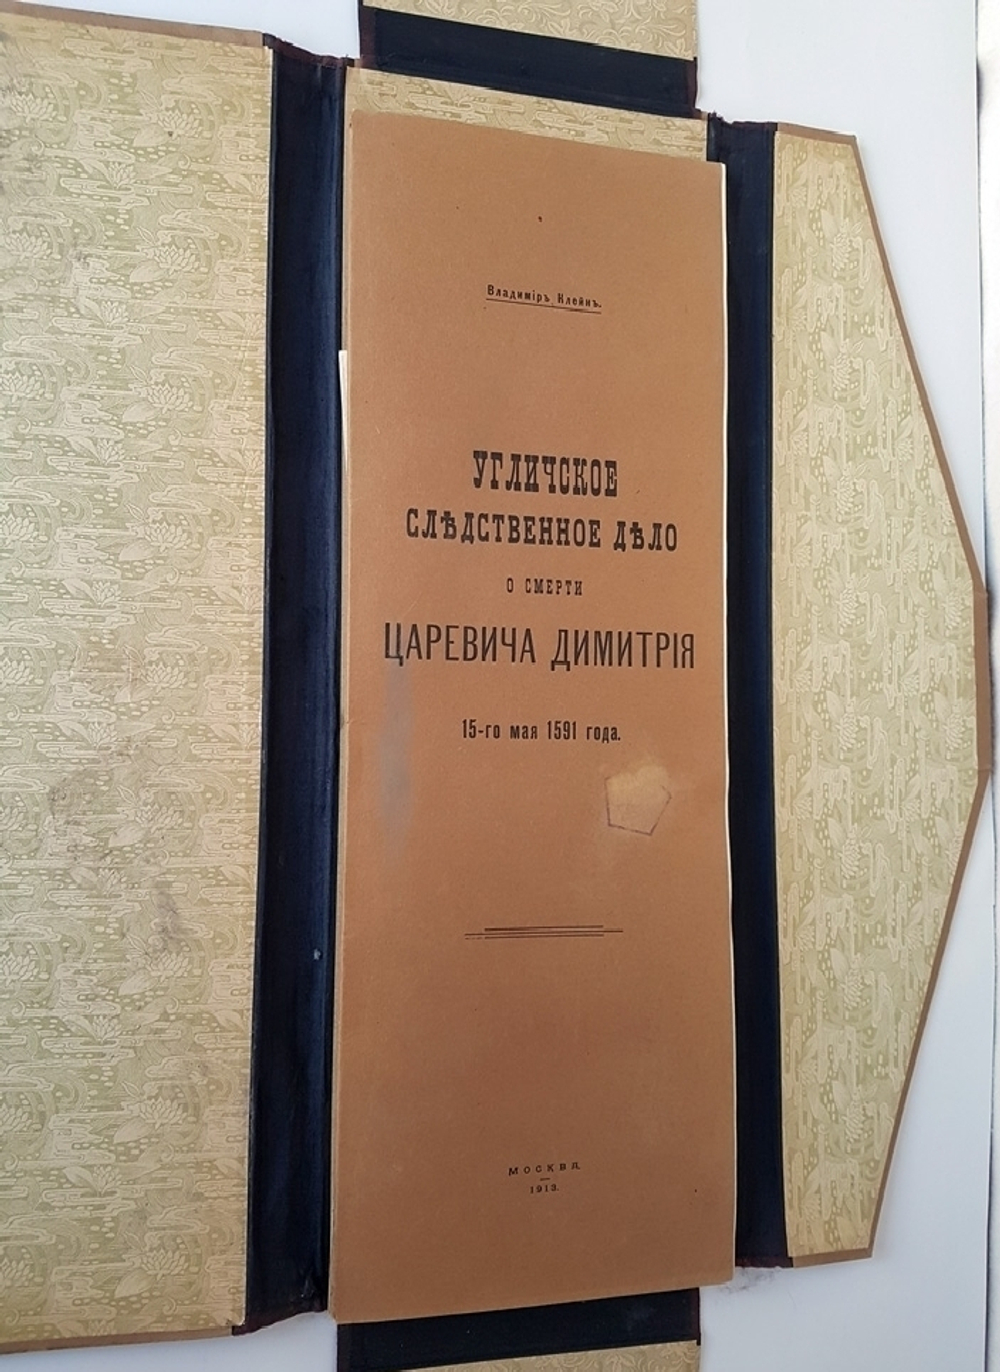 Владиміръ Клейнъ.
УГЛИЧСКОЕ
СЛѢДСТВЕННОЕ ДѢЛО
О СМЕРТИ
ЦАРЕВИЧА ДИМИТРІЯ
15-го мая 1591 года.
МОСКВА.
1913.